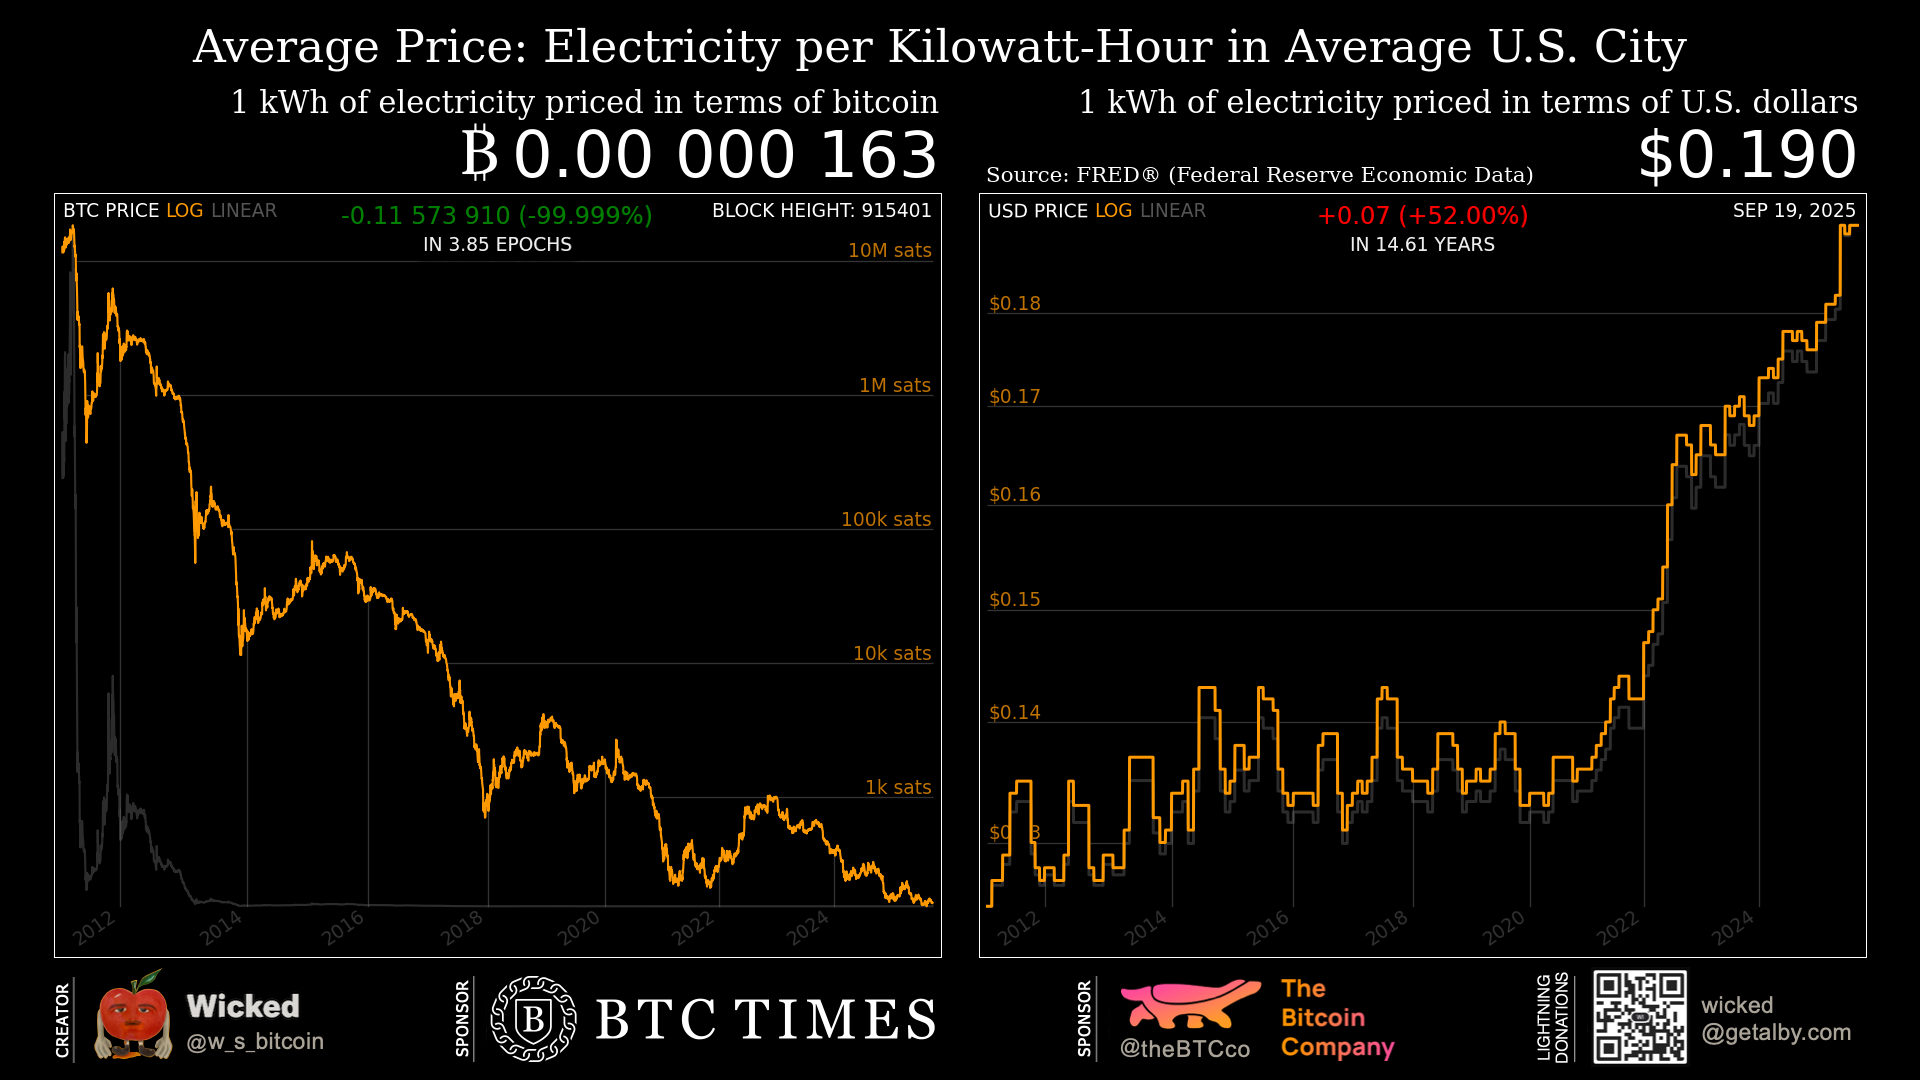 Average Price: Electricity per Kilowatt-Hour in Average U.S. City
1 kWh of electricity priced in terms of bitcoin
₿ 0.00 000 163
1 kWh of electricity priced in terms of U.S. dollars
$0.190
Source: FRED® (Federal Reserve Economic Data)
BTC PRICE LOG LINEAR
-0.11 573 910 (-99.999%)
IN 3.85 EPOCHS
BLOCK HEIGHT: 915401
10M sats
1M sats
100k sats
10k sats
1k sats
2012
2014
2016
2018
2020
2022
2024
USD PRICE LOG LINEAR
+0.07 (+52.00%)
IN 14.61 YEARS
SEP 19, 2025
$0.18
$0.17
$0.16
$0.15
$0.14
2012
2014
2016
2018
2020
2022
2024
CREATOR
Wicked
@w_s_bitcoin
SPONSOR
B
BTC TIMES
SPONSOR
@theBTCco
The
Bitcoin
Company
LIGHTNING
DONATIONS
wicked
@getalby.com